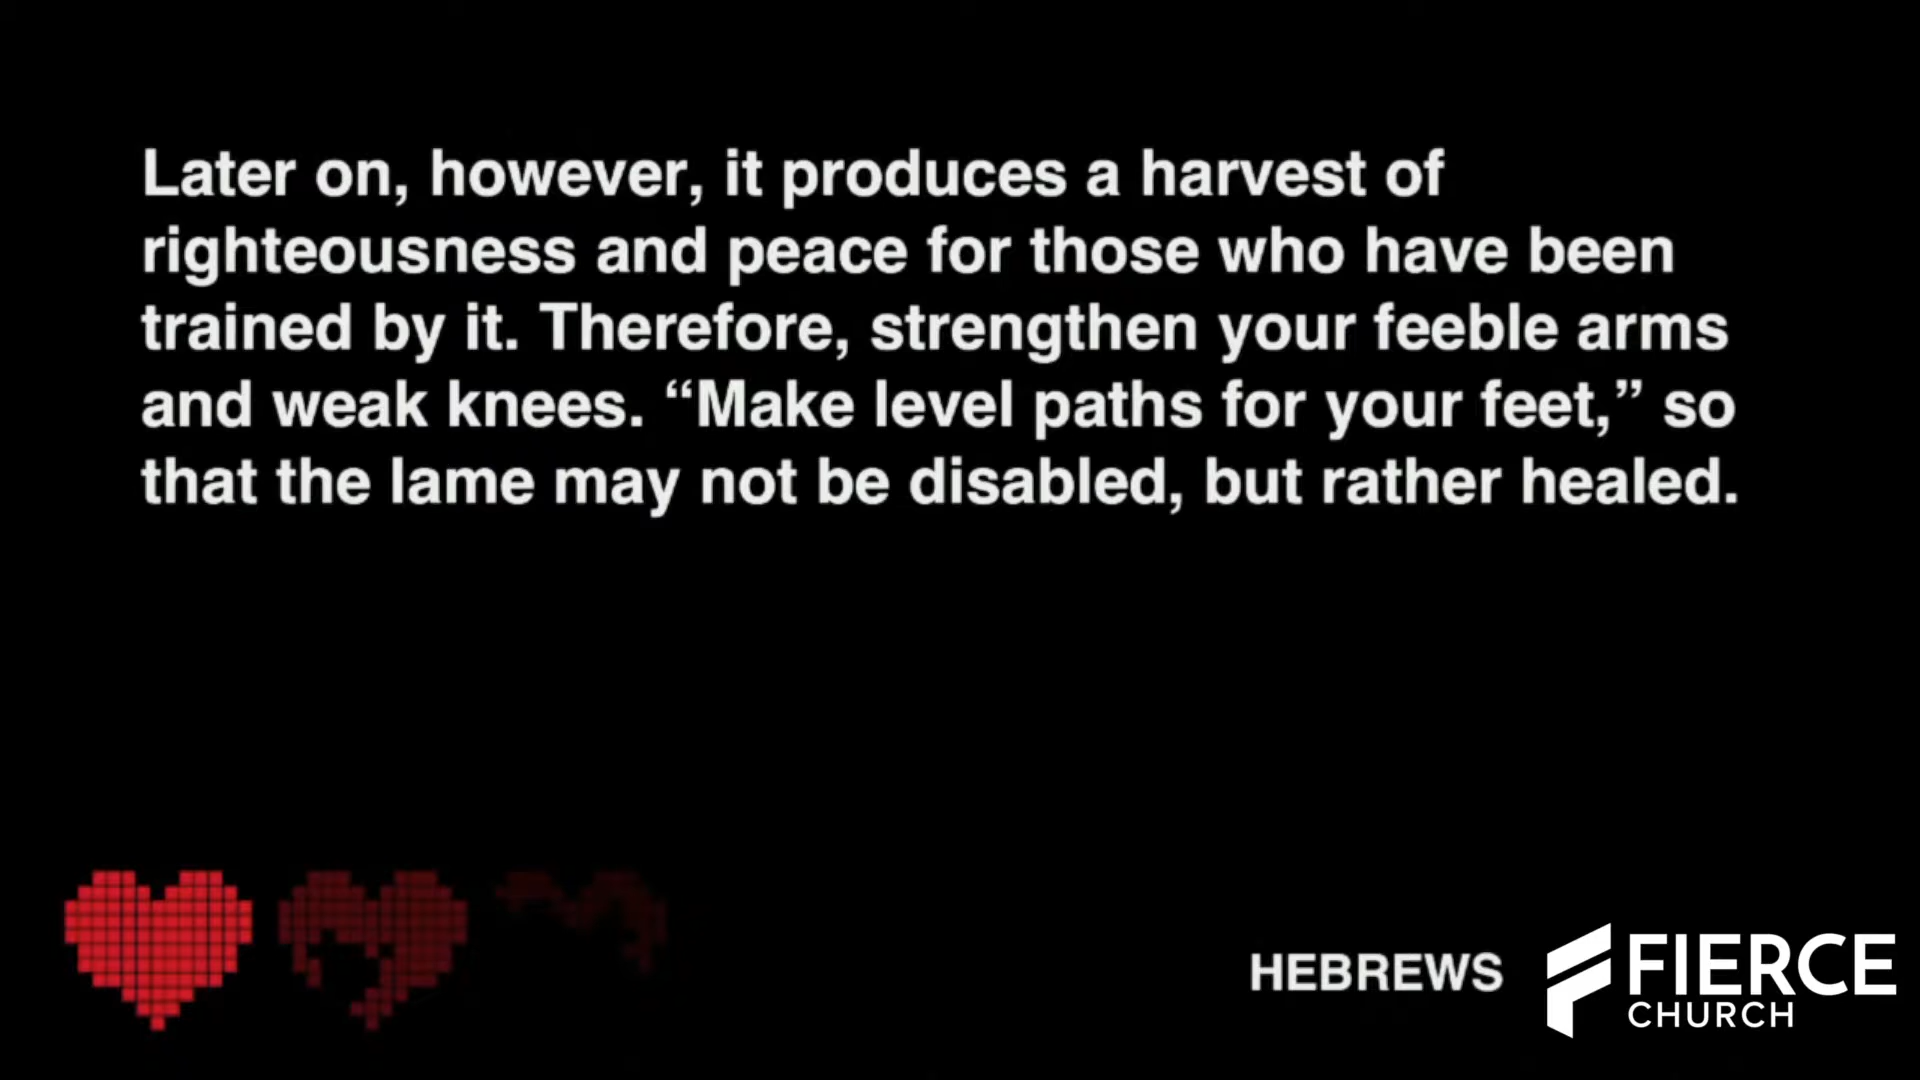 Later on, however, it produces a harvest of
righteousness and peace for those who have been
trained by it. Therefore, strengthen your feeble arms
and weak knees. “Make level paths for your feet,” so
that the lame may not be disabled, but rather healed.
HEBREWS
FIERCE
CHURCH